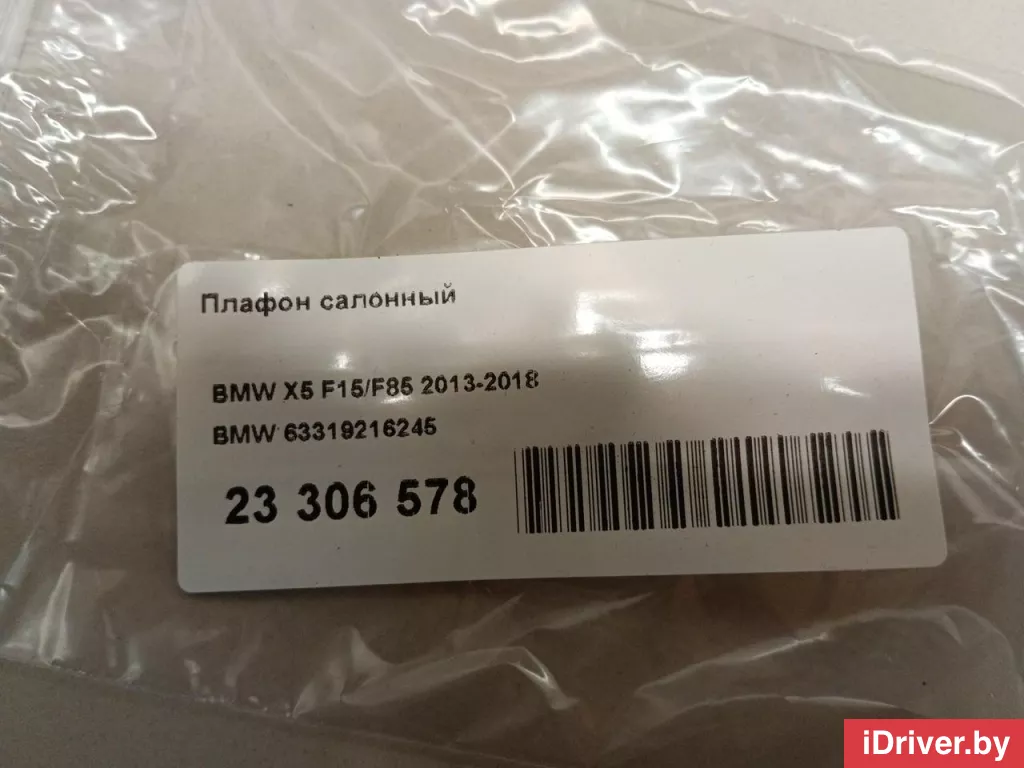 Плафон салонный
BMW X5 F15/F85 2013-2018
BMW 63319216245
23 306 578
iDriver.by